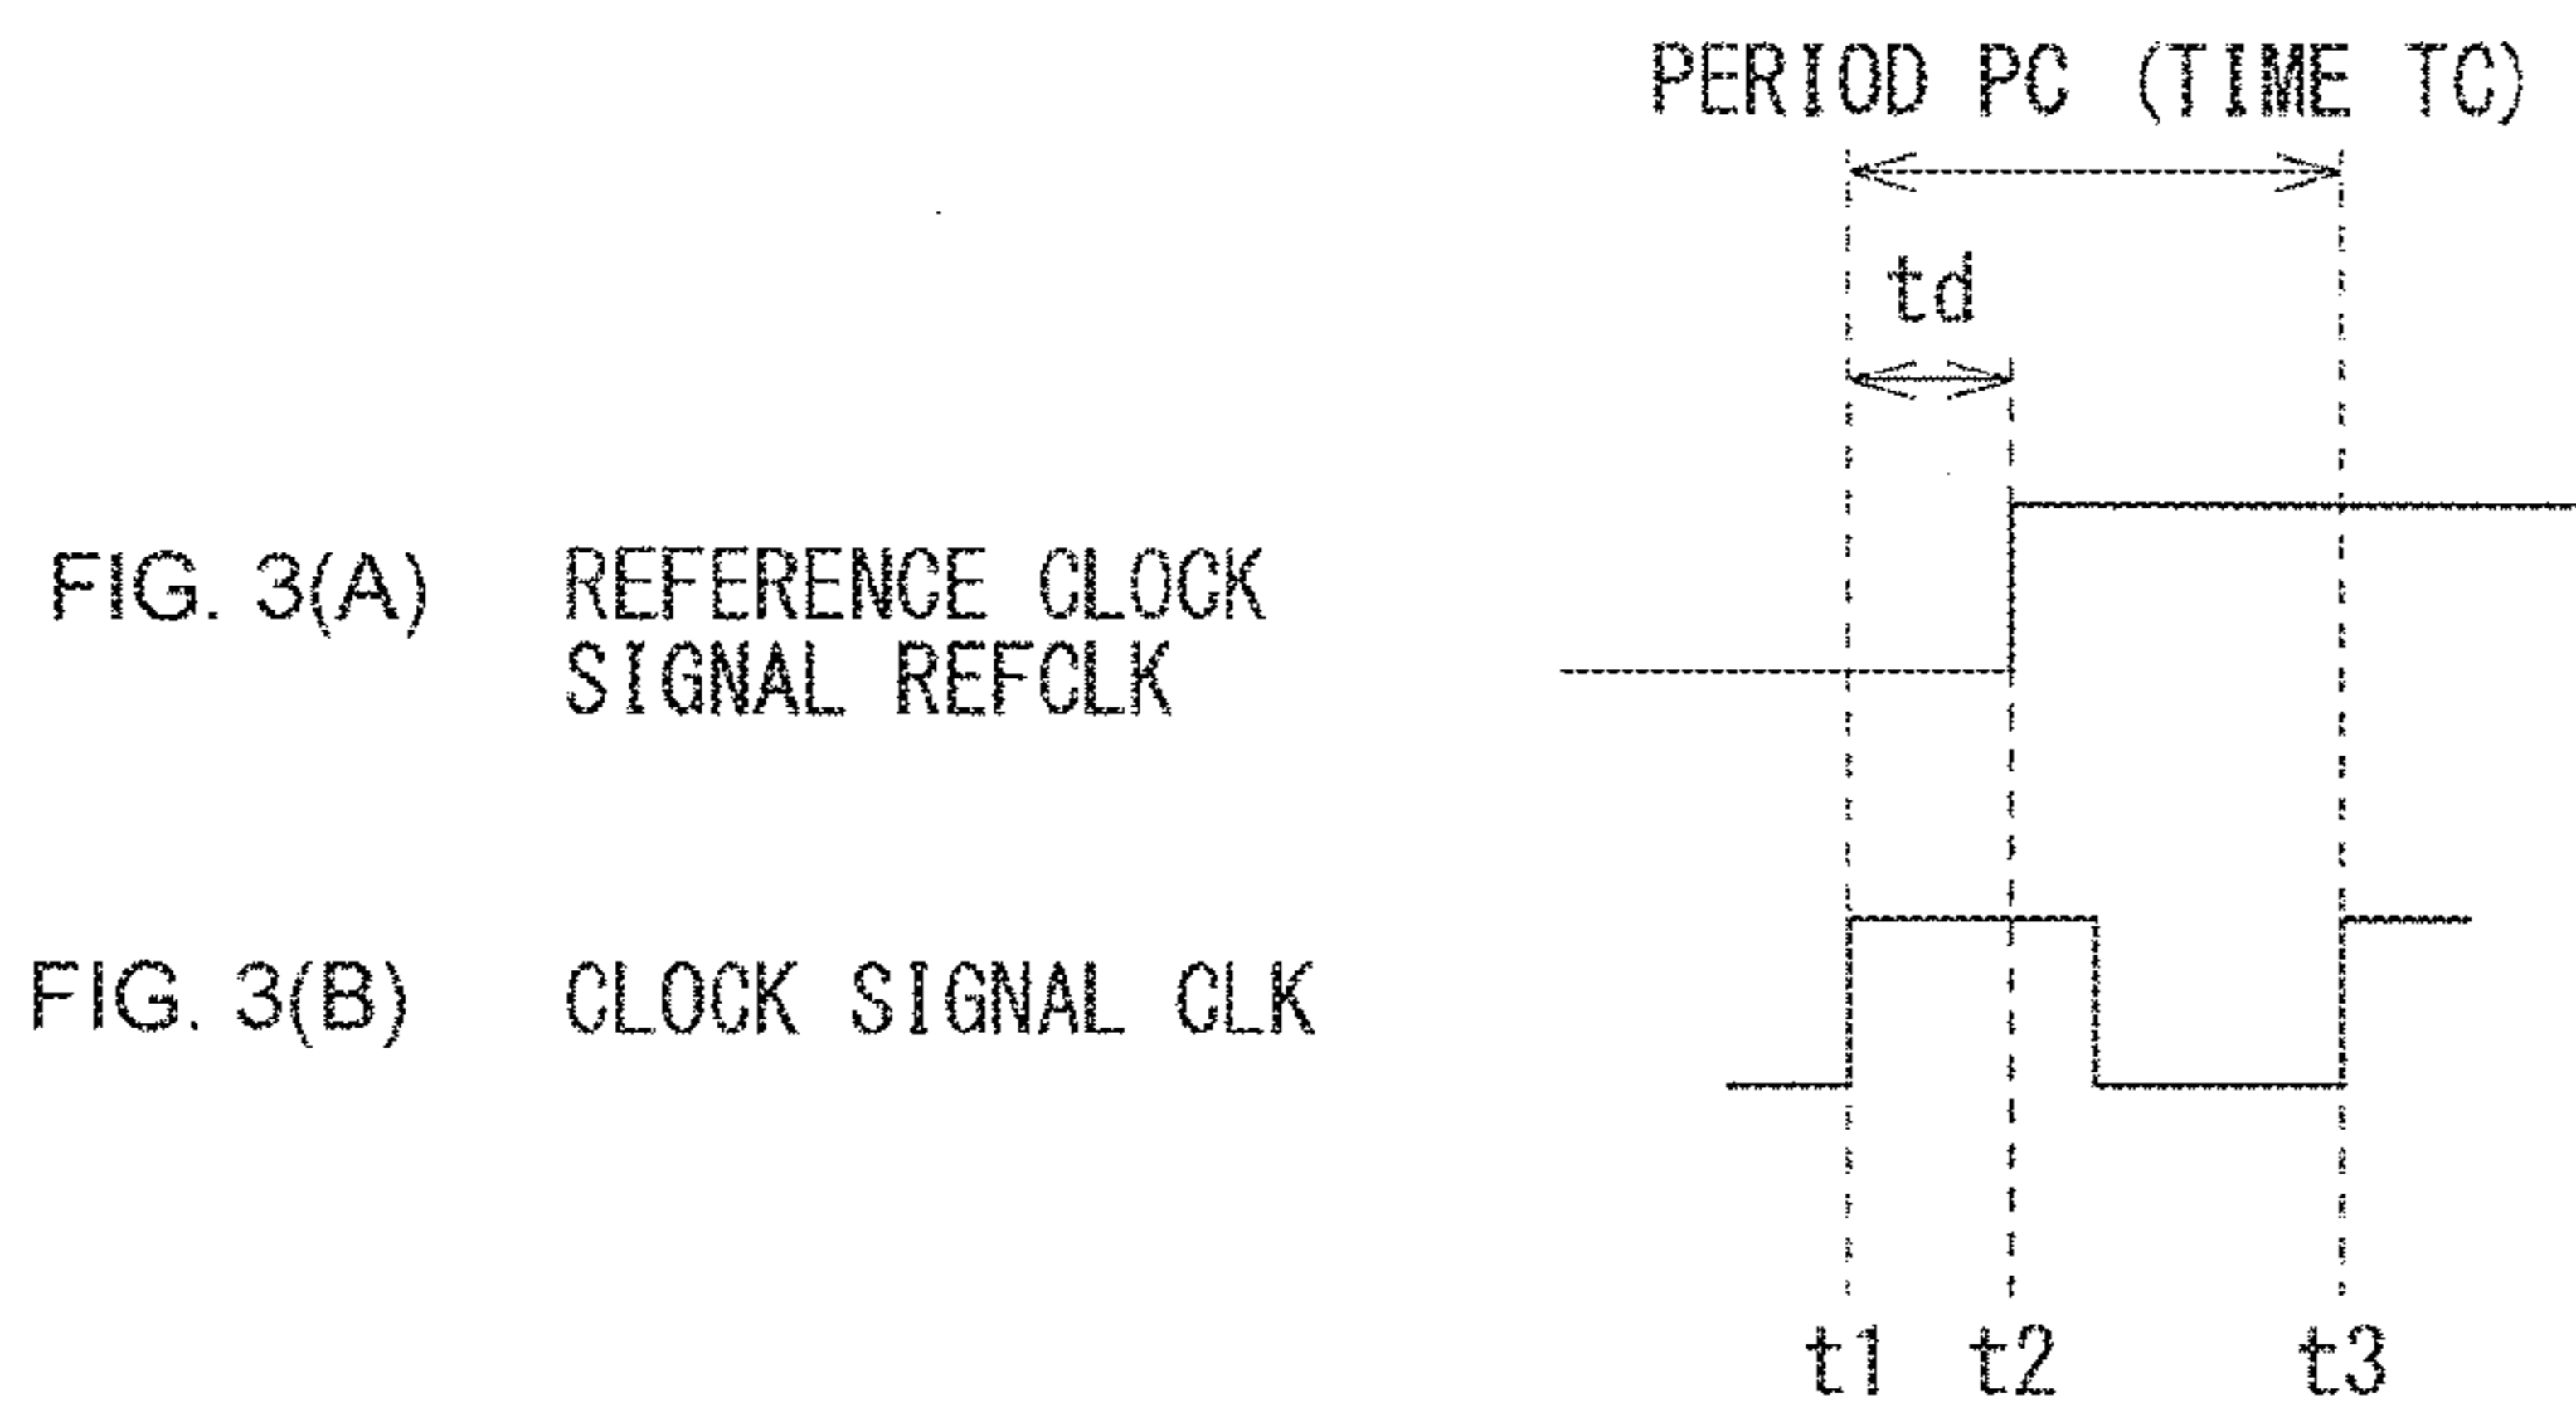 PERIOD PC (TIME TC)
td
FIG. 3(A) REFERENCE CLOCK
SIGNAL REFCLK
FIG. 3(B) CLOCK SIGNAL CLK
t1 t2 t3